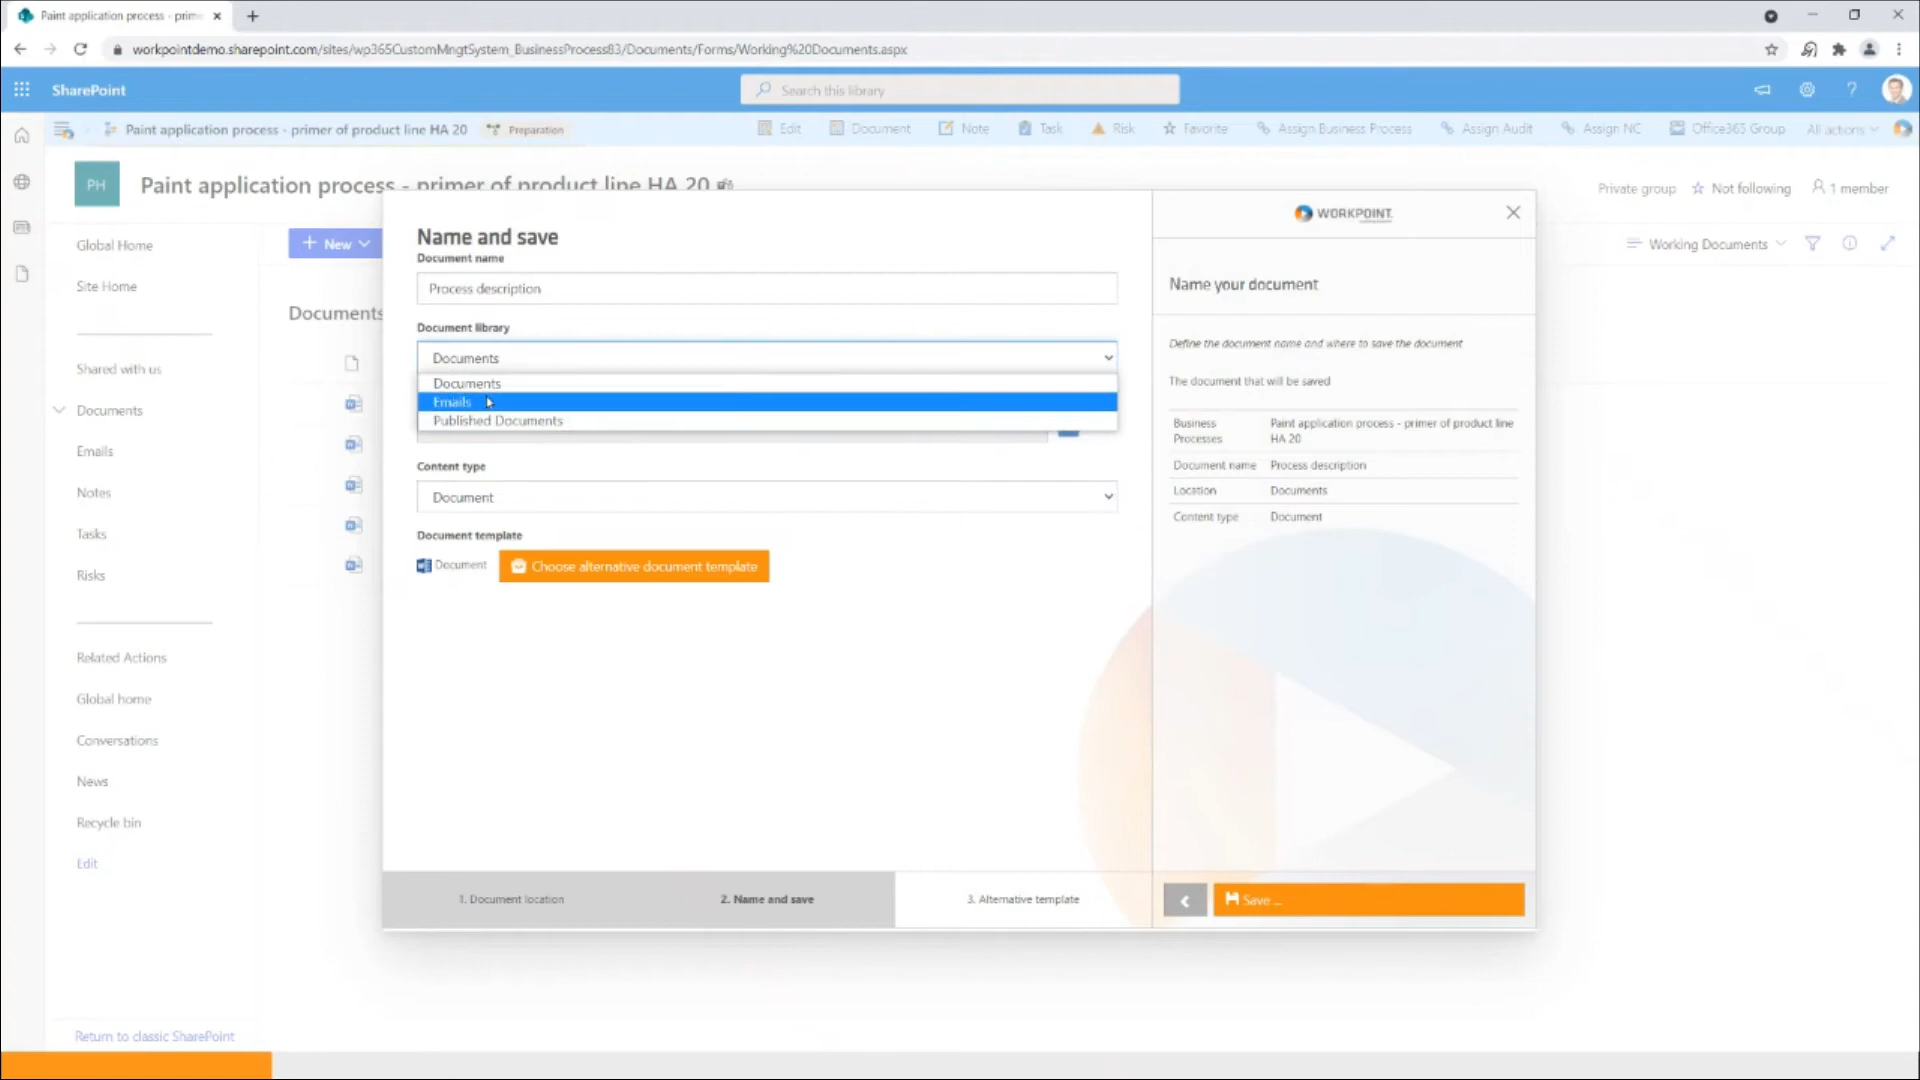 Paint application process - prime
workpointdemo.sharepoint.com/sites/wp365CustomMngtSystem_BusinessProcess83/Documents/Forms/Working%20Documents.aspx
SharePoint
Search this library
?
Paint application process - primer of product line HA 20
Preparation
Edit
Document
Note
Task
Risk
Favorite
Assign Business Process
Assign Audit
Assign NC
Office365 Group
All actions
PH
Paint application process - primer of product line HA 20
Private group
Not following
1 member
Global Home
Site Home
Shared with us
Documents
Emails
Notes
Tasks
Risks
Related Actions
Global home
Conversations
News
Recycle bin
Edit
Return to classic SharePoint
New
Working Documents
Documents
Name and save
Document name
Process description
Document library
Documents
Documents
Emails
Published Documents
Content type
Document
Document template
Document
Choose alternative document template
1. Document location
2. Name and save
3. Alternative template
WORKPOINT
Name your document
Define the document name and where to save the document
The document that will be saved
Business Processes
Paint application process - primer of product line HA 20
Document name
Process description
Location
Documents
Content type
Document
Save ...